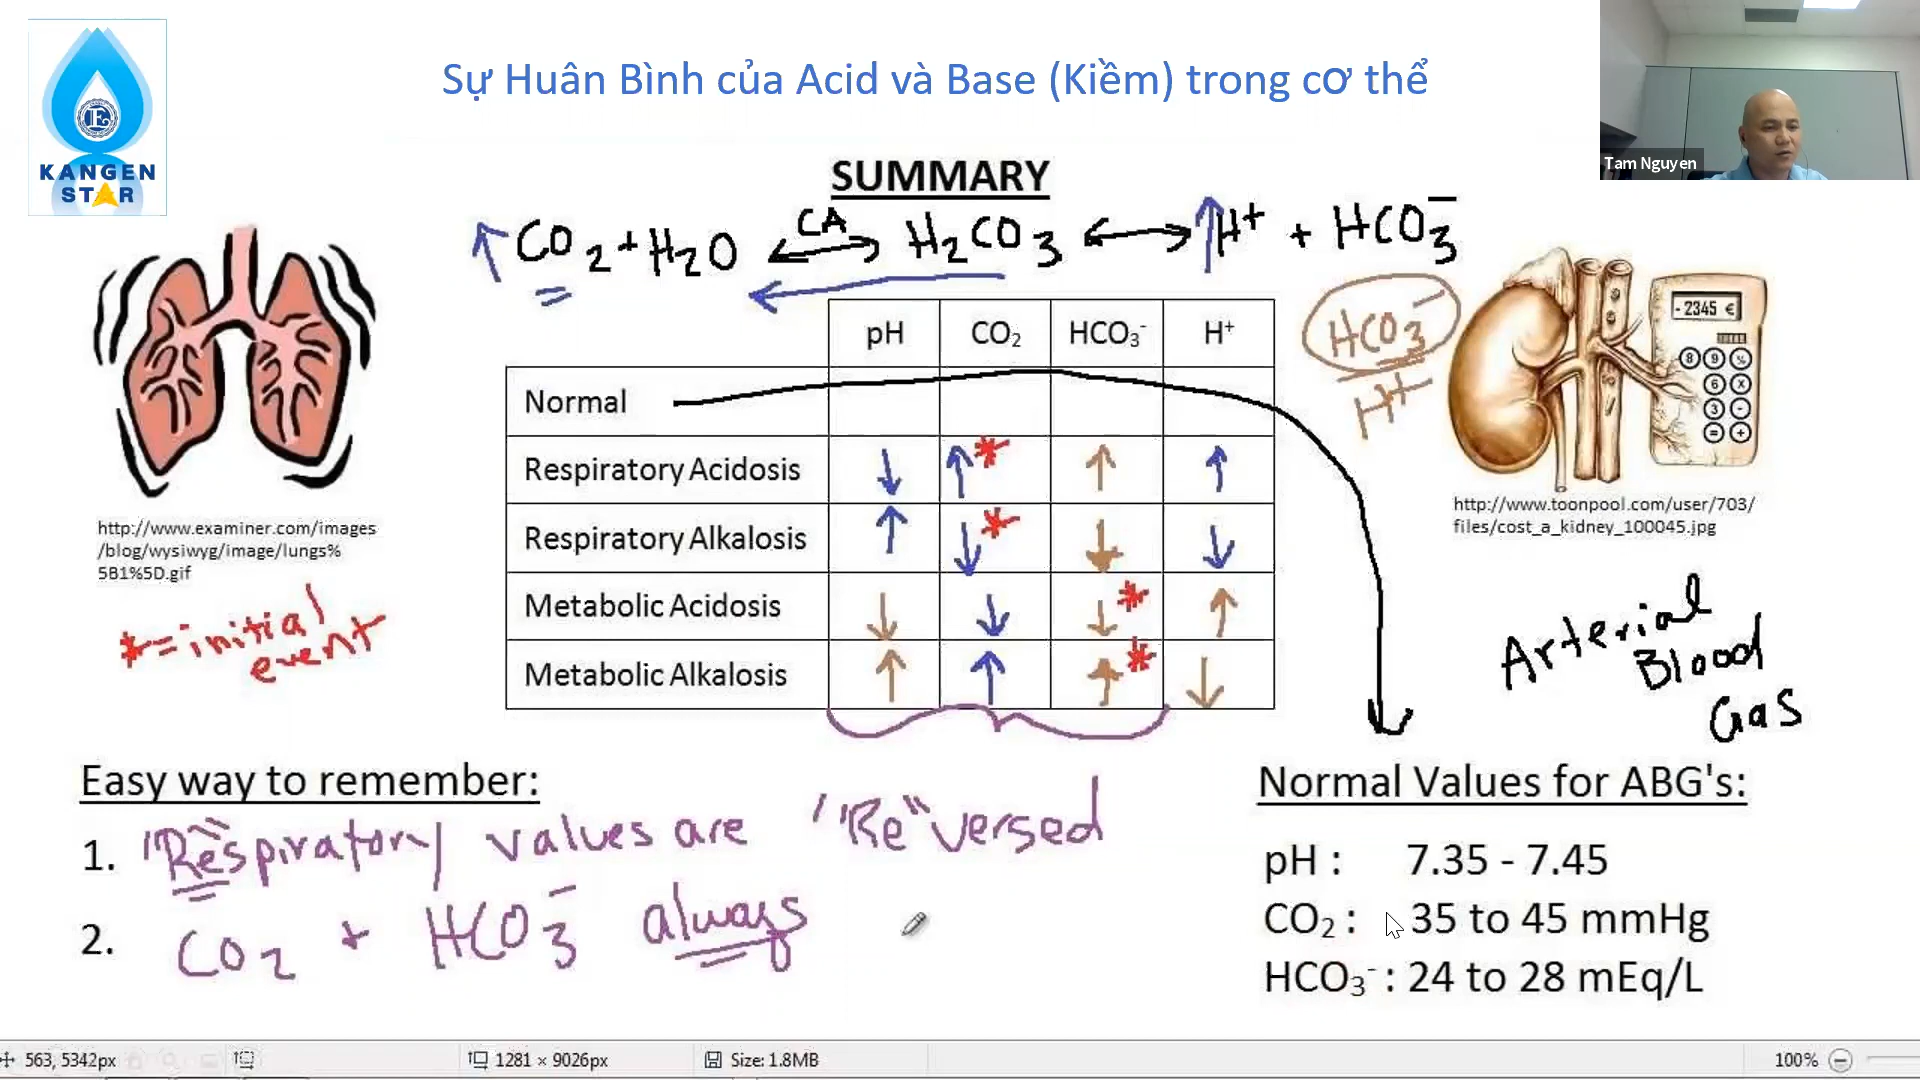 KANGEN
STAR
Sự Huân Bình của Acid và Base (Kiềm) trong cơ thể
Tam Nguyen
SUMMARY
CO2 + H2O CA H2CO3 H+ + HCO3-
HCO3-
H+
- 2345 €
8 9 %
6 X
3 -
= +
pH CO2 HCO3- H+
Normal
Respiratory Acidosis ↓ ↑* ↑ ↑
Respiratory Alkalosis ↑ ↓* ↓ ↓
Metabolic Acidosis ↓ ↓ ↓* ↑
Metabolic Alkalosis ↑ ↑ ↑* ↓
http://www.examiner.com/images
/blog/wysiwyg/image/lungs%
5B1%5D.gif
* = initial
event
http://www.toonpool.com/user/703/
files/cost_a_kidney_100045.jpg
Arterial
Blood
Gas
Easy way to remember:
1. "Respiratory values are "Re"versed
2. CO2 + HCO3- always
Normal Values for ABG's:
pH : 7.35 - 7.45
CO2 : 35 to 45 mmHg
HCO3- : 24 to 28 mEq/L
563, 5342px
1281 × 9026px
Size: 1.8MB
100%